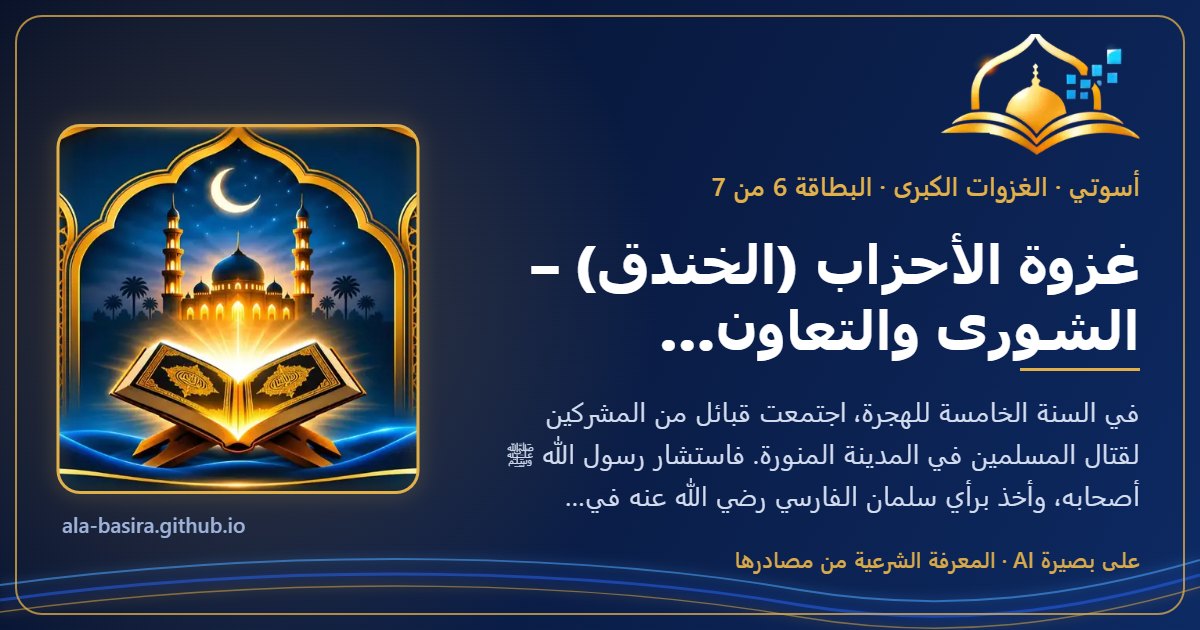 أسوتي · الغزوات الكبرى · البطاقة 6 من 7
غزوة الأحزاب (الخندق) –
الشورى والتعاون...
في السنة الخامسة للهجرة، اجتمعت قبائل من المشركين
لقتال المسلمين في المدينة المنورة. فاستشار رسول الله ﷺ
أصحابه، وأخذ برأي سلمان الفارسي رضي الله عنه في...
ala-basira.github.io
على بصيرة AI · المعرفة الشرعية من مصادرها